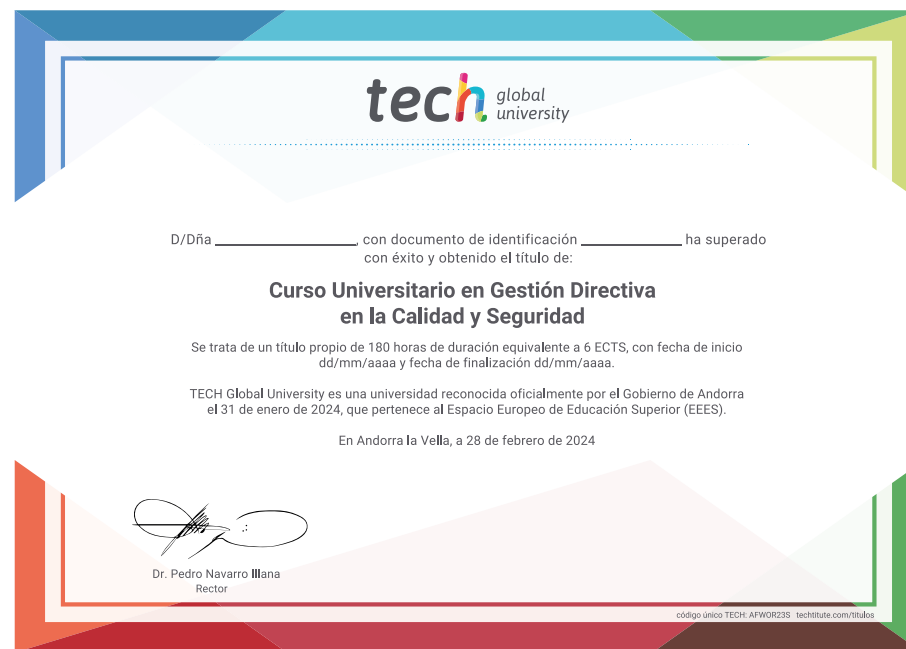 tech global university
D/Dña ____________________, con documento de identificación ______________ ha superado
con éxito y obtenido el título de:
Curso Universitario en Gestión Directiva
en la Calidad y Seguridad
Se trata de un título propio de 180 horas de duración equivalente a 6 ECTS, con fecha de inicio
dd/mm/aaaa y fecha de finalización dd/mm/aaaa.
TECH Global University es una universidad reconocida oficialmente por el Gobierno de Andorra
el 31 de enero de 2024, que pertenece al Espacio Europeo de Educación Superior (EEES).
En Andorra la Vella, a 28 de febrero de 2024
Dr. Pedro Navarro Illana
Rector
código único TECH: AFWOR23S techtitute.com/titulos